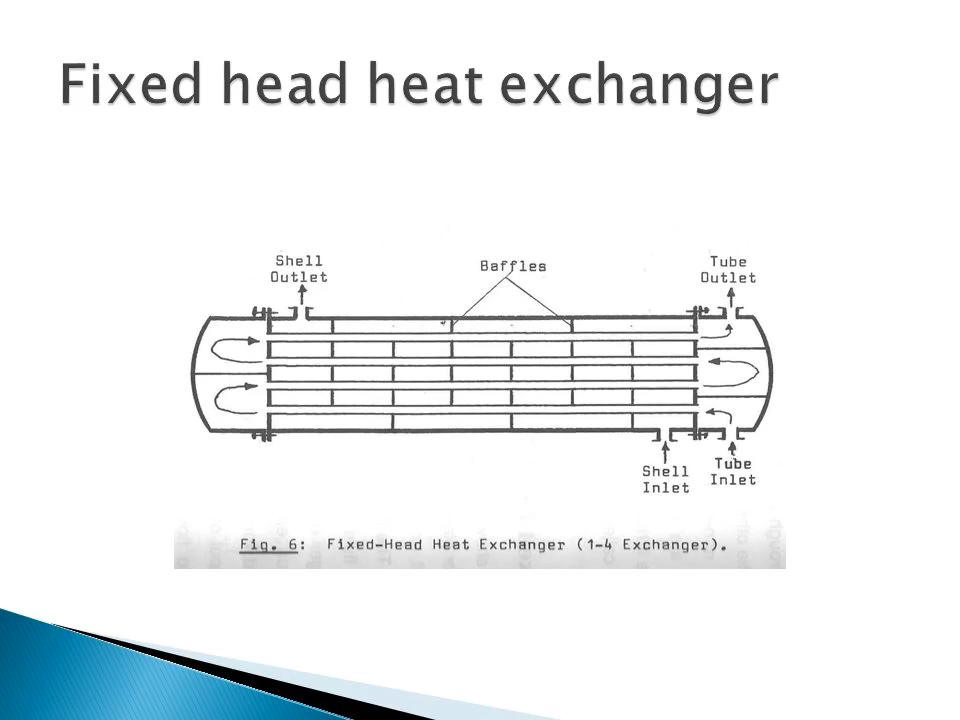 Fixed head heat exchanger
Shell
Outlet
Baffles
Tube
Outlet
Shell
Inlet
Tube
Inlet
Fig. 6: Fixed-Head Heat Exchanger (1-4 Exchanger).